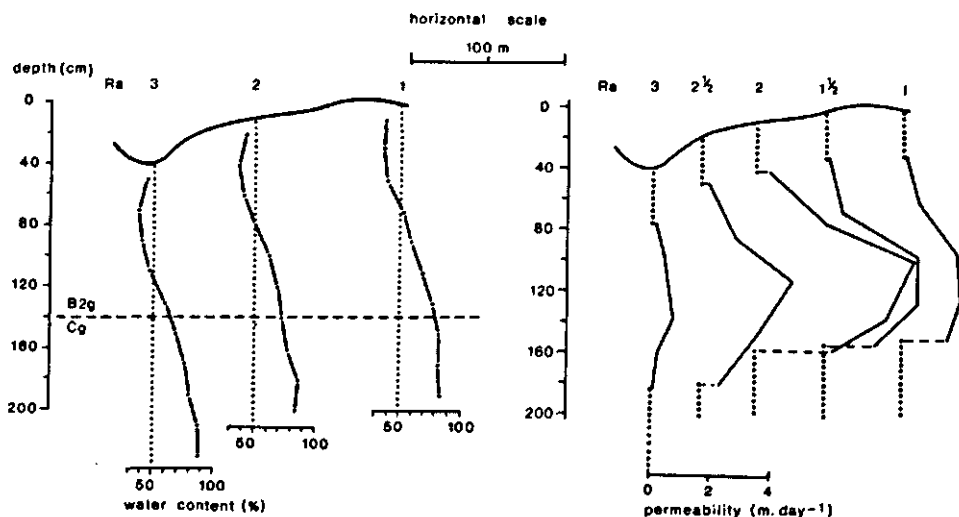 horizontal scale
100 m
depth (cm)
Ra 3 2 1
0
40
80
120
160
200
B2g
Cg
50 100
50 100
50 100
water content (%)
Ra 3 2½ 2 1½ 1
0
40
80
120
160
200
0 2 4
permeability (m. day-1)